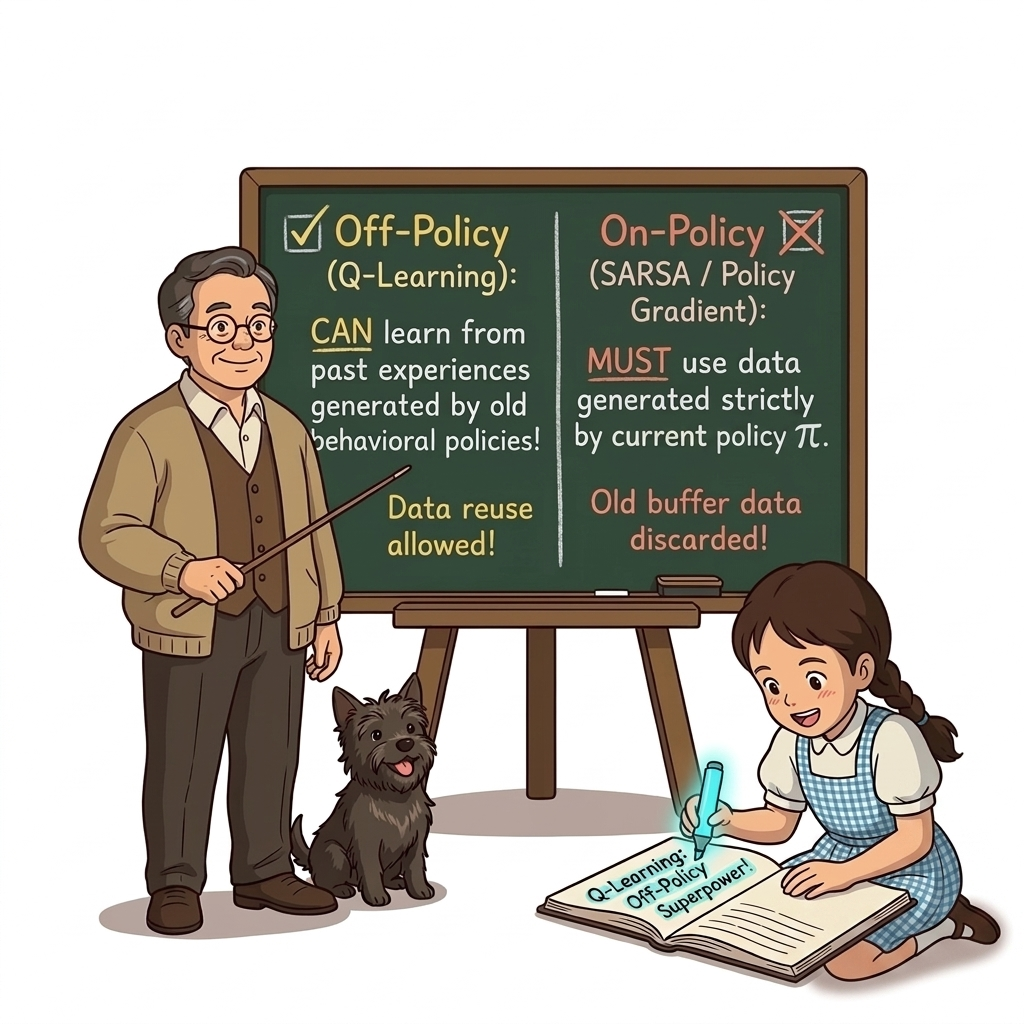 Off-Policy
(Q-Learning):
CAN learn from
past experiences
generated by old
behavioral policies!
Data reuse
allowed!
On-Policy
(SARSA / Policy
Gradient):
MUST use data
generated strictly
by current policy π.
Old buffer data
discarded!
Q-Learning:
Off-Policy
Superpower!